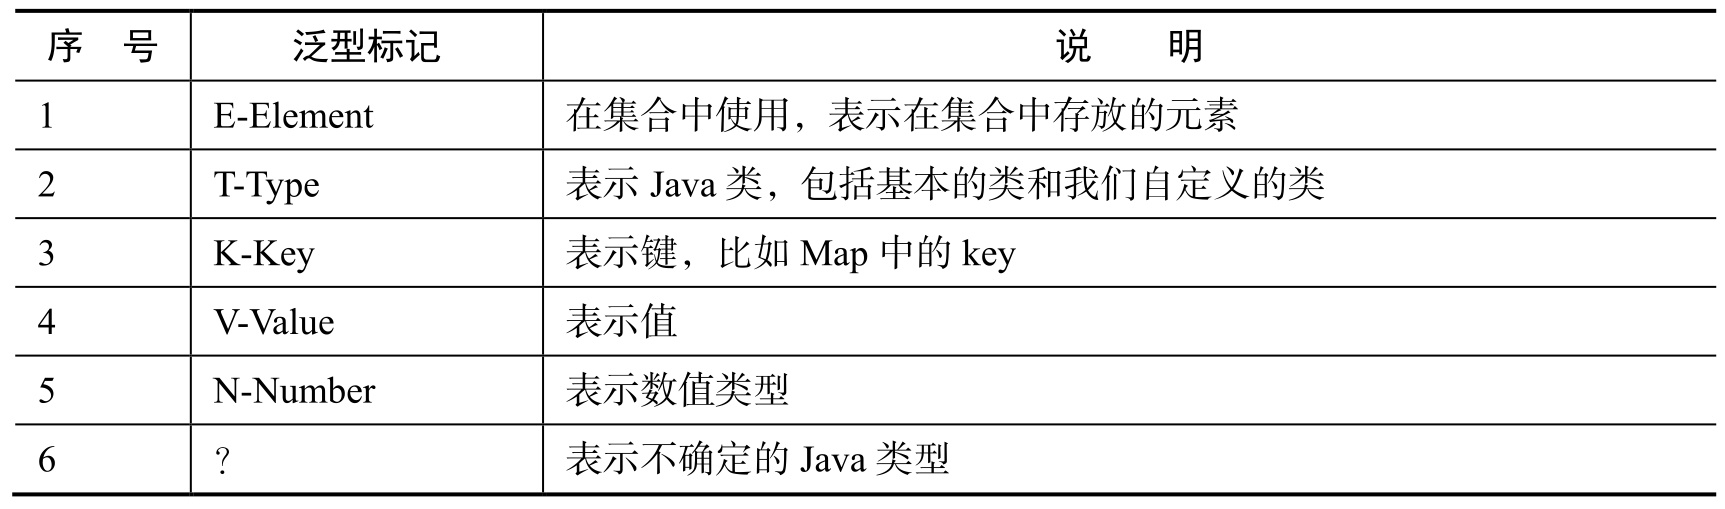 序 号 泛型标记 说 明
1 E-Element 在集合中使用，表示在集合中存放的元素
2 T-Type 表示 Java 类，包括基本的类和我们自定义的类
3 K-Key 表示键，比如 Map 中的 key
4 V-Value 表示值
5 N-Number 表示数值类型
6 ？ 表示不确定的 Java 类型